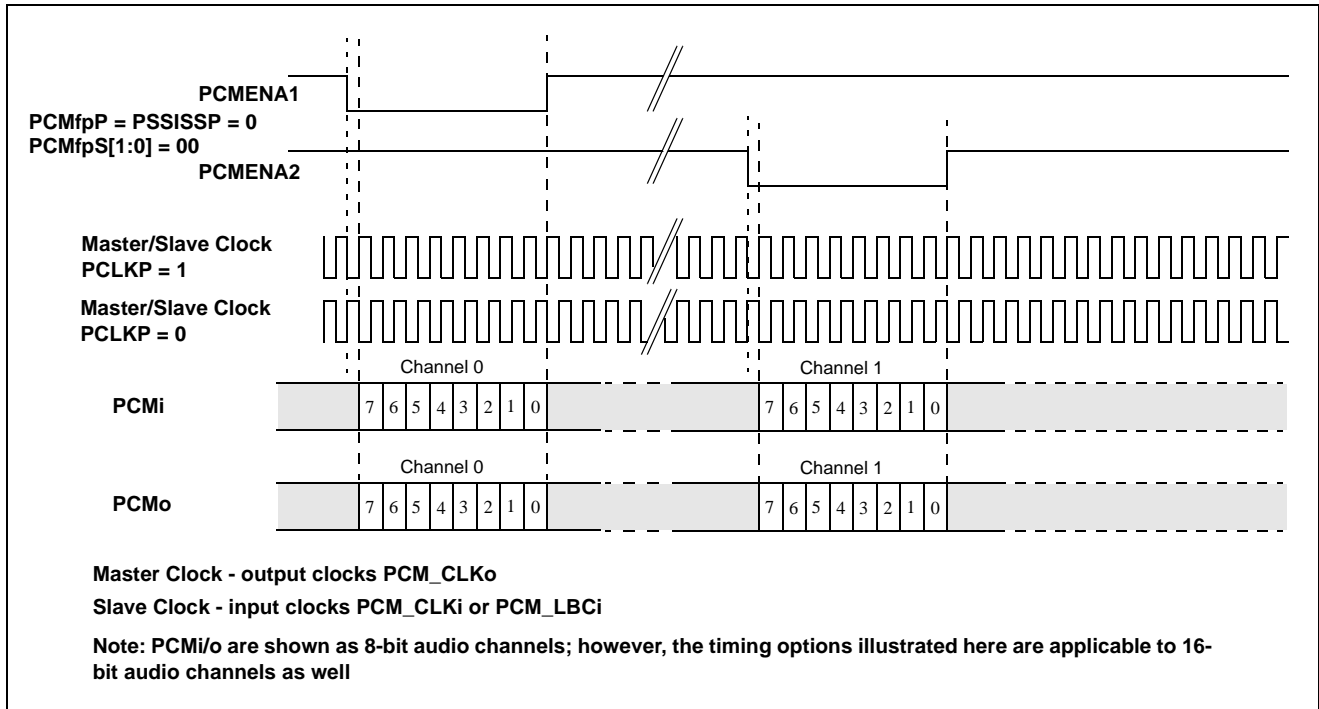 PCMENA1
PCMfpP = PSSISSP = 0
PCMfpS[1:0] = 00
PCMENA2
Master/Slave Clock
PCLKP = 1
Master/Slave Clock
PCLKP = 0
Channel 0
Channel 1
PCMi
7 6 5 4 3 2 1 0
7 6 5 4 3 2 1 0
Channel 0
Channel 1
PCMo
7 6 5 4 3 2 1 0
7 6 5 4 3 2 1 0
Master Clock - output clocks PCM_CLKo
Slave Clock - input clocks PCM_CLKi or PCM_LBCi
Note: PCMi/o are shown as 8-bit audio channels; however, the timing options illustrated here are applicable to 16-
bit audio channels as well